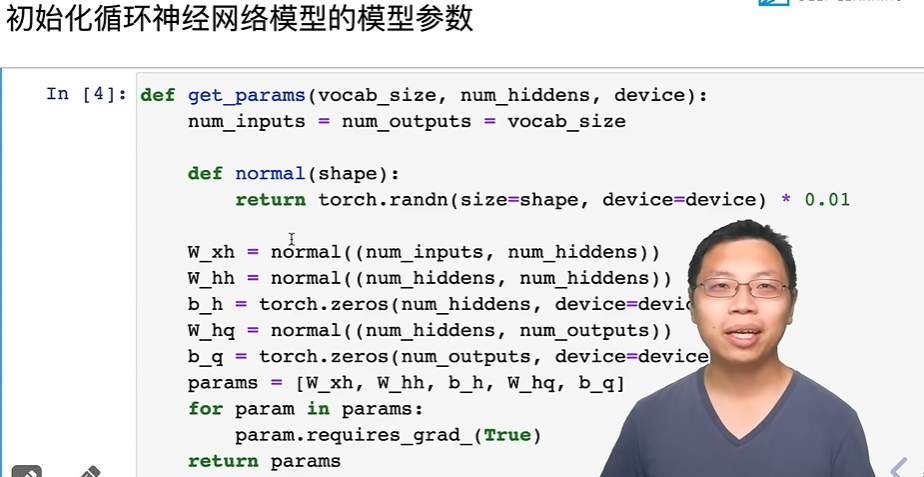 初始化循环神经网络模型的模型参数
In [4]: def get_params(vocab_size, num_hiddens, device):
num_inputs = num_outputs = vocab_size
def normal(shape):
return torch.randn(size=shape, device=device) * 0.01
W_xh = normal((num_inputs, num_hiddens))
W_hh = normal((num_hiddens, num_hiddens))
b_h = torch.zeros(num_hiddens, device=devic
W_hq = normal((num_hiddens, num_outputs))
b_q = torch.zeros(num_outputs, device=device
params = [W_xh, W_hh, b_h, W_hq, b_q]
for param in params:
param.requires_grad_(True)
return params